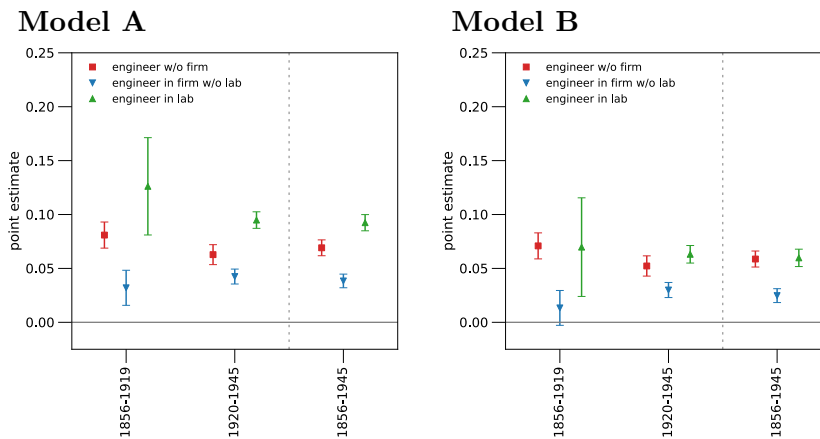 Model A
0.25
0.20
0.15
0.10
0.05
0.00
point estimate
engineer w/o firm
engineer in firm w/o lab
engineer in lab
1856-1919
1920-1945
1856-1945
Model B
0.25
0.20
0.15
0.10
0.05
0.00
point estimate
engineer w/o firm
engineer in firm w/o lab
engineer in lab
1856-1919
1920-1945
1856-1945